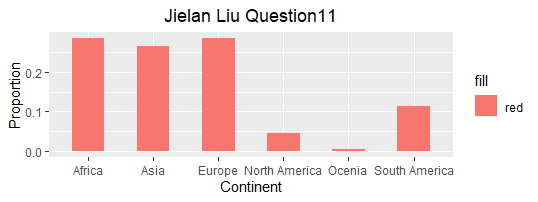 Jielan Liu Question11
Proportion
0.2
0.1
0.0
Africa
Asia
Europe
North America
Ocenia
South America
Continent
fill
red